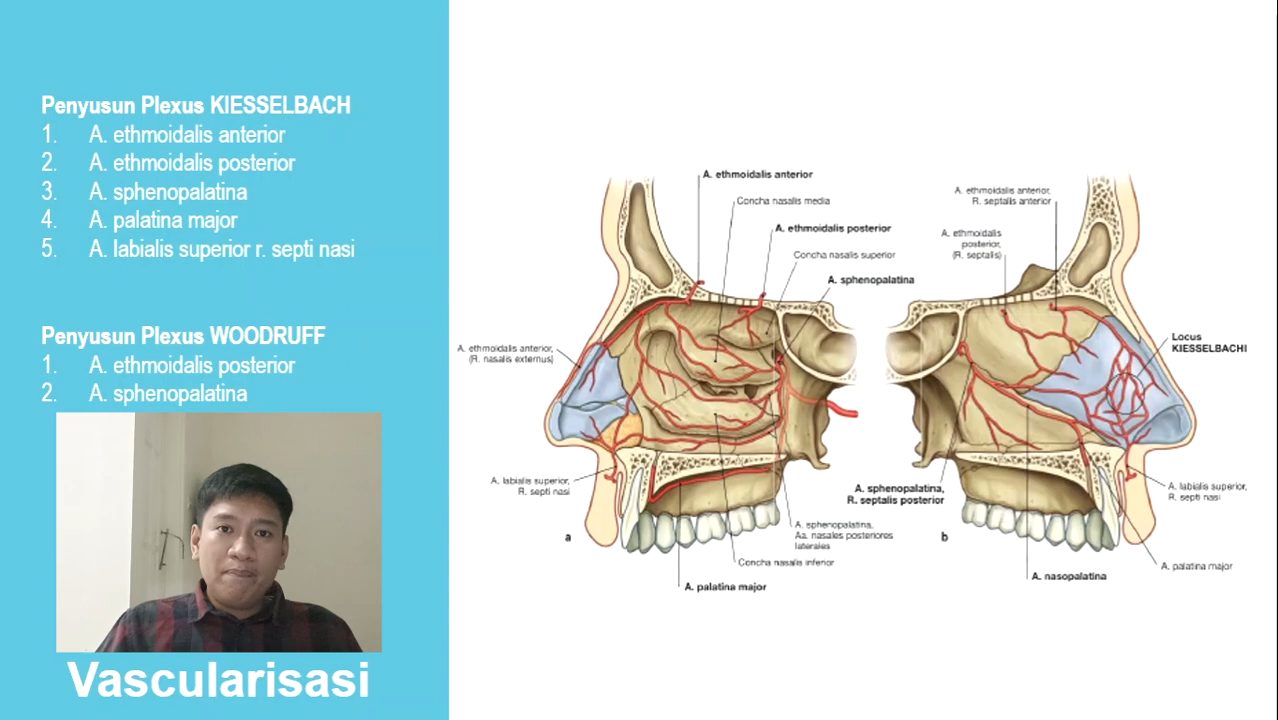 Penyusun Plexus KIESSELBACH
1. A. ethmoidalis anterior
2. A. ethmoidalis posterior
3. A. sphenopalatina
4. A. palatina major
5. A. labialis superior r. septi nasi
Penyusun Plexus WOODRUFF
1. A. ethmoidalis posterior
2. A. sphenopalatina
Vascularisasi
A. ethmoidalis anterior
Concha nasalis media
A. ethmoidalis posterior
Concha nasalis superior
A. sphenopalatina
A. ethmoidalis anterior,
(R. nasalis externus)
A. labialis superior,
R. septi nasi
a
A. sphenopalatina,
Aa. nasales posteriores
laterales
Concha nasalis inferior
A. palatina major
A. ethmoidalis anterior,
R. septalis anterior
A. ethmoidalis
posterior,
(R. septalis)
Locus
KIESSELBACHI
A. sphenopalatina,
R. septalis posterior
b
A. labialis superior,
R. septi nasi
A. palatina major
A. nasopalatina